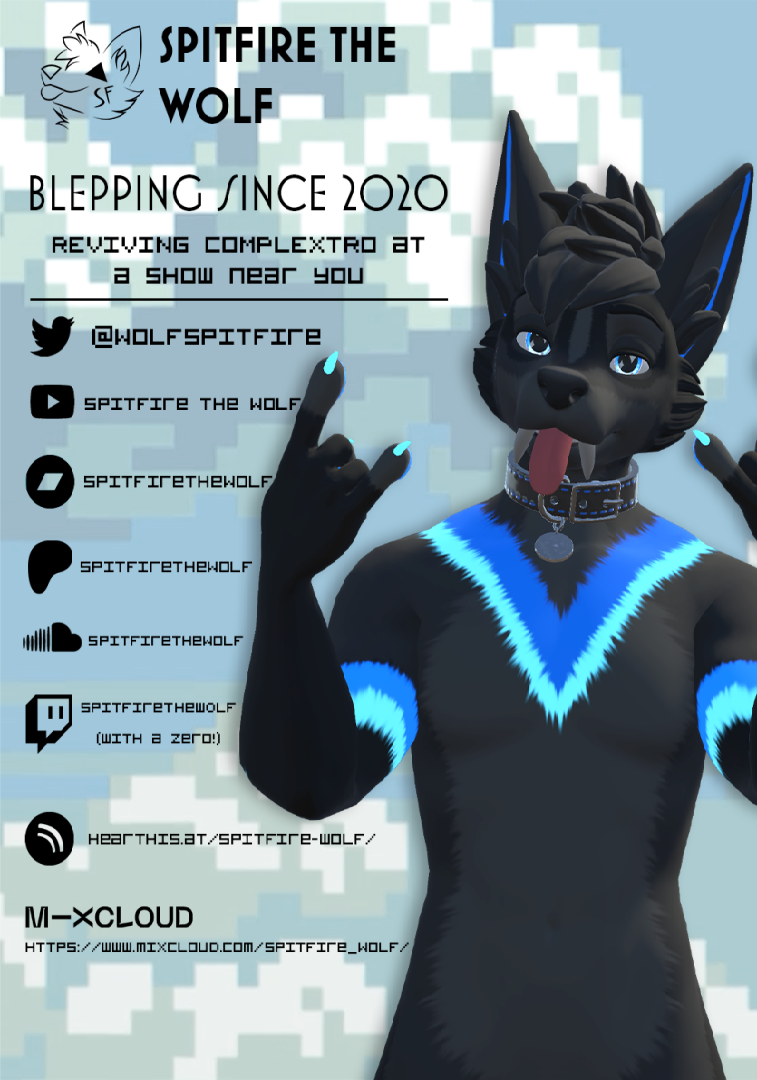 SF
SPITFIRE THE
WOLF
BLEPPING SINCE 2020
REVIVING COMPLEXTRO AT
A SHOW NEAR YOU
@WOLFSPITFIRE
SPITFIRE THE WOLF
SPITFIRETHEWOLF
SPITFIRETHEWOLF
SPITFIRETHEWOLF
SPITFIRETHEW0LF
(WITH A ZERO!)
HEARTHIS.AT/SPITFIRE-WOLF/
M-XCLOUD
HTTPS://WWW.MIXCLOUD.COM/SPITFIRE_WOLF/